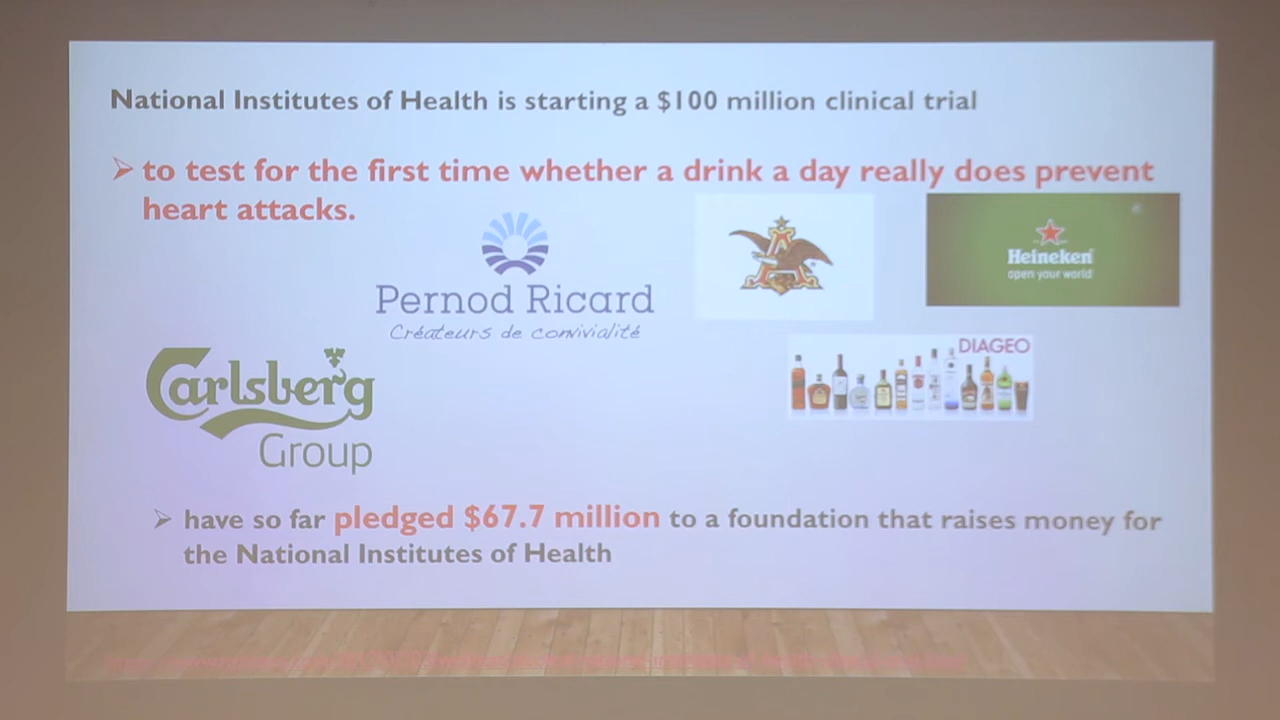 National Institutes of Health is starting a $100 million clinical trial
to test for the first time whether a drink a day really does prevent
heart attacks.
Pernod Ricard
Créateurs de convivialité
Heineken
open your world
DIAGEO
Carlsberg
Group
have so far pledged $67.7 million to a foundation that raises money for
the National Institutes of Health